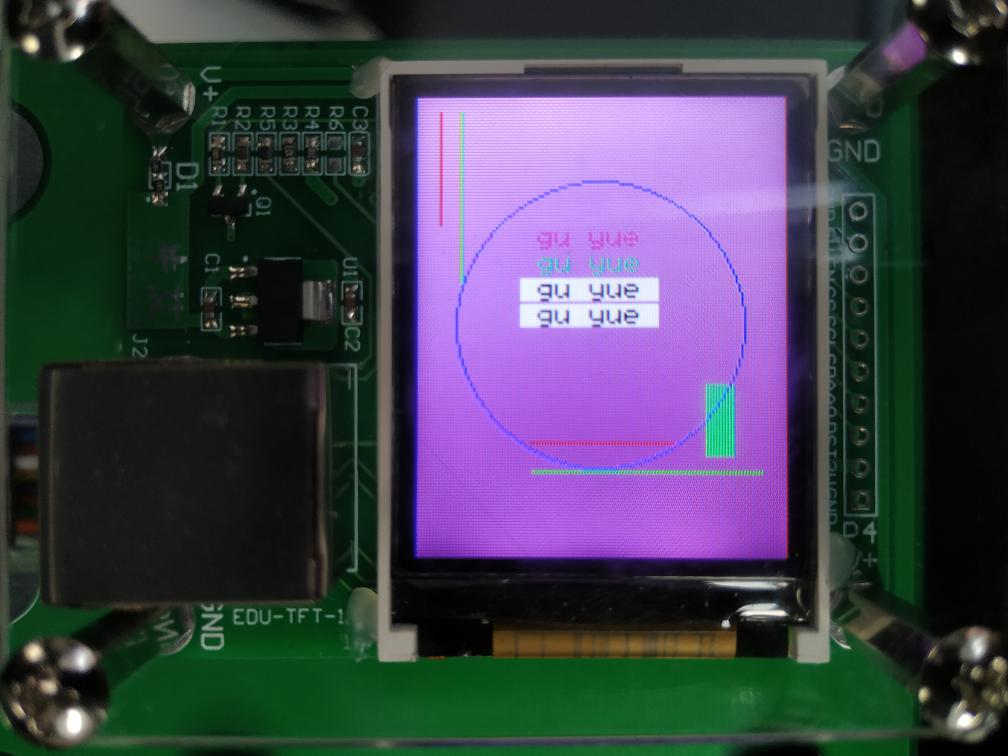 V+
R1 R2 R5 R3 R4 R6 C3
D1
Q1
C1
U1
C2
J2
GND
gu yue
gu yue
gu yue
gu yue
D4
V+
GND
EDU-TFT-1